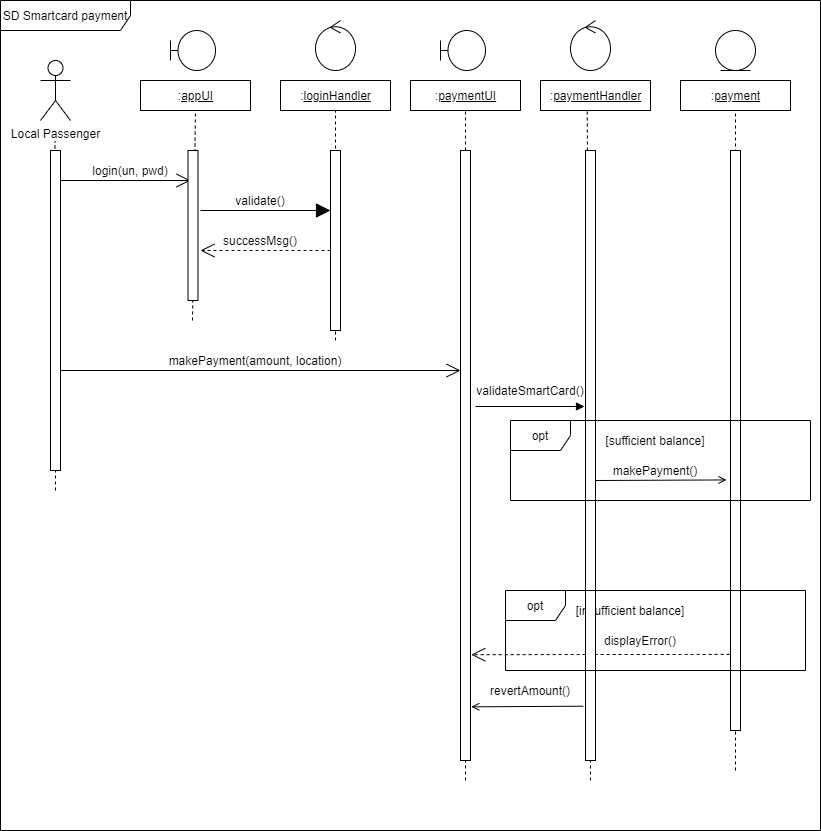 SD Smartcard payment
Local Passenger
:appUI
:loginHandler
:paymentUI
:paymentHandler
:payment
login(un, pwd)
validate()
successMsg()
makePayment(amount, location)
validateSmartCard()
opt
[sufficient balance]
makePayment()
opt
[insufficient balance]
displayError()
revertAmount()